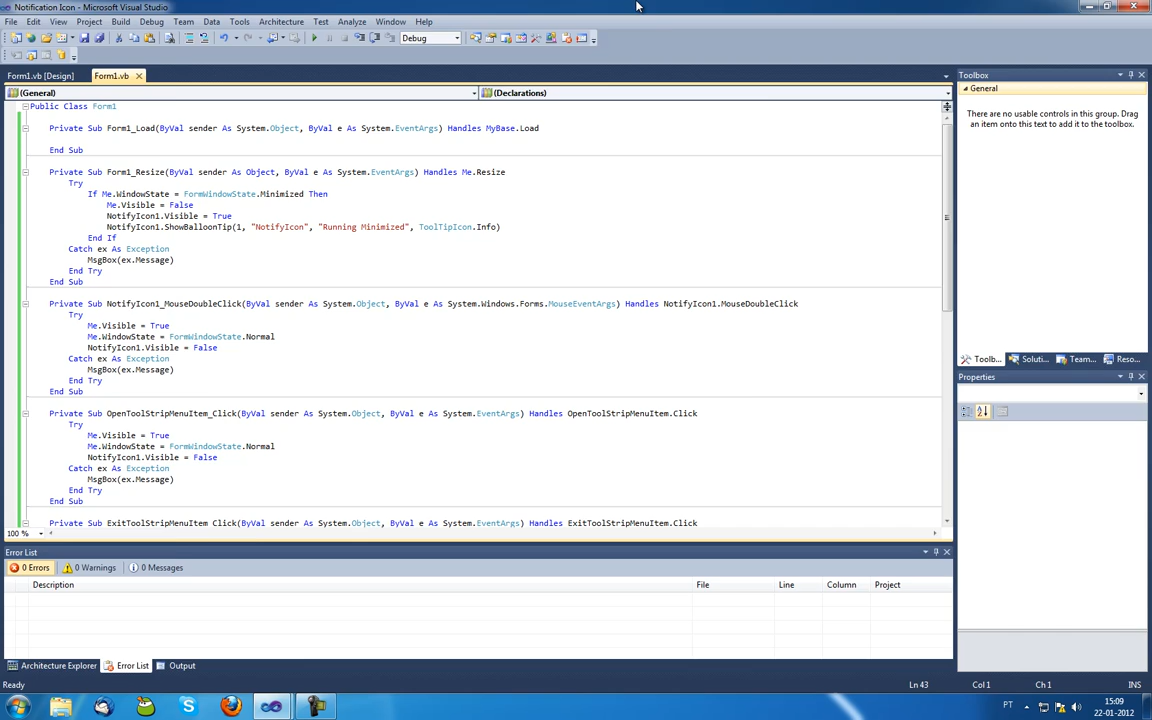 Notification Icon - Microsoft Visual Studio
File Edit View Project Build Debug Team Data Tools Architecture Test Analyze Window Help
Debug
Form1.vb [Design] Form1.vb
(General) (Declarations)
Public Class Form1
Private Sub Form1_Load(ByVal sender As System.Object, ByVal e As System.EventArgs) Handles MyBase.Load
End Sub
Private Sub Form1_Resize(ByVal sender As Object, ByVal e As System.EventArgs) Handles Me.Resize
Try
If Me.WindowState = FormWindowState.Minimized Then
Me.Visible = False
NotifyIcon1.Visible = True
NotifyIcon1.ShowBalloonTip(1, "NotifyIcon", "Running Minimized", ToolTipIcon.Info)
End If
Catch ex As Exception
MsgBox(ex.Message)
End Try
End Sub
Private Sub NotifyIcon1_MouseDoubleClick(ByVal sender As System.Object, ByVal e As System.Windows.Forms.MouseEventArgs) Handles NotifyIcon1.MouseDoubleClick
Try
Me.Visible = True
Me.WindowState = FormWindowState.Normal
NotifyIcon1.Visible = False
Catch ex As Exception
MsgBox(ex.Message)
End Try
End Sub
Private Sub OpenToolStripMenuItem_Click(ByVal sender As System.Object, ByVal e As System.EventArgs) Handles OpenToolStripMenuItem.Click
Try
Me.Visible = True
Me.WindowState = FormWindowState.Normal
NotifyIcon1.Visible = False
Catch ex As Exception
MsgBox(ex.Message)
End Try
End Sub
Private Sub ExitToolStripMenuItem_Click(ByVal sender As System.Object, ByVal e As System.EventArgs) Handles ExitToolStripMenuItem.Click
100 %
Toolbox
General
There are no usable controls in this group. Drag
an item onto this text to add it to the toolbox.
Toolb... Soluti... Team... Reso...
Properties
Error List
0 Errors 0 Warnings 0 Messages
Description File Line Column Project
Architecture Explorer Error List Output
Ready Ln 43 Col 1 Ch 1 INS
PT 15:09
22-01-2012